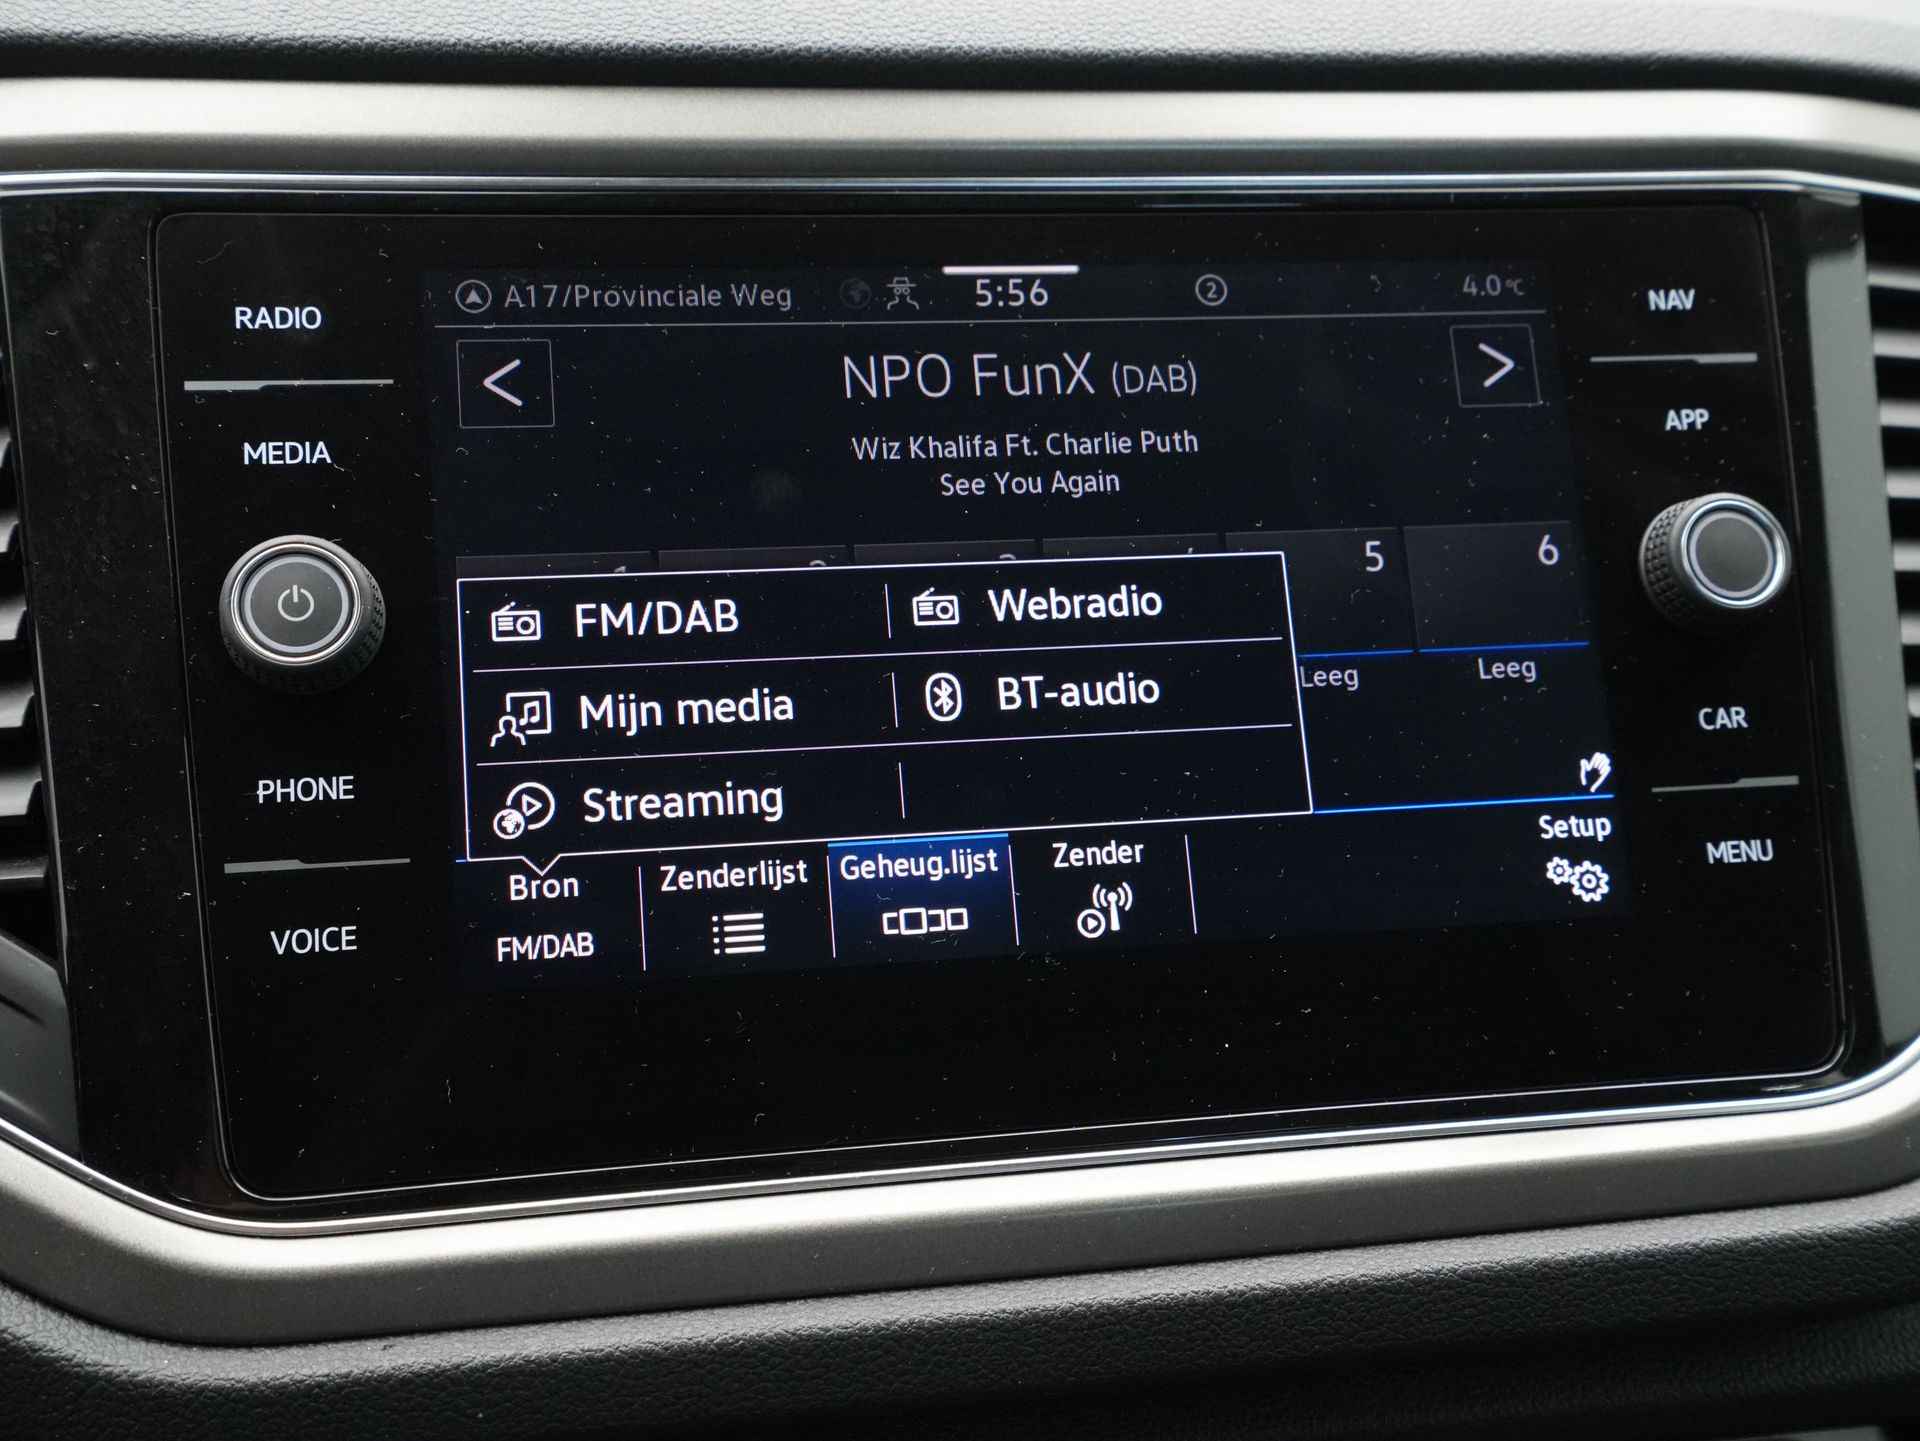 RADIO
MEDIA
PHONE
VOICE
A17/Provinciale Weg
5:56
2
4.0°C
NPO FunX (DAB)
Wiz Khalifa Ft. Charlie Puth
See You Again
5
6
Leeg
Leeg
FM/DAB
Webradio
Mijn media
BT-audio
Streaming
Bron
FM/DAB
Zenderlijst
Geheug.lijst
Zender
Setup
NAV
APP
CAR
MENU